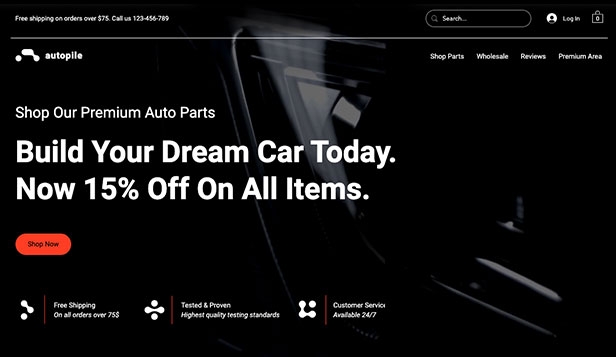 Free shipping on orders over $75. Call us 123-456-789
Search...
Log In
0
autopile
Shop Parts
Wholesale
Reviews
Premium Area
Shop Our Premium Auto Parts
Build Your Dream Car Today.
Now 15% Off On All Items.
Shop Now
Free Shipping
On all orders over 75$
Tested & Proven
Highest quality testing standards
Customer Service
Available 24/7